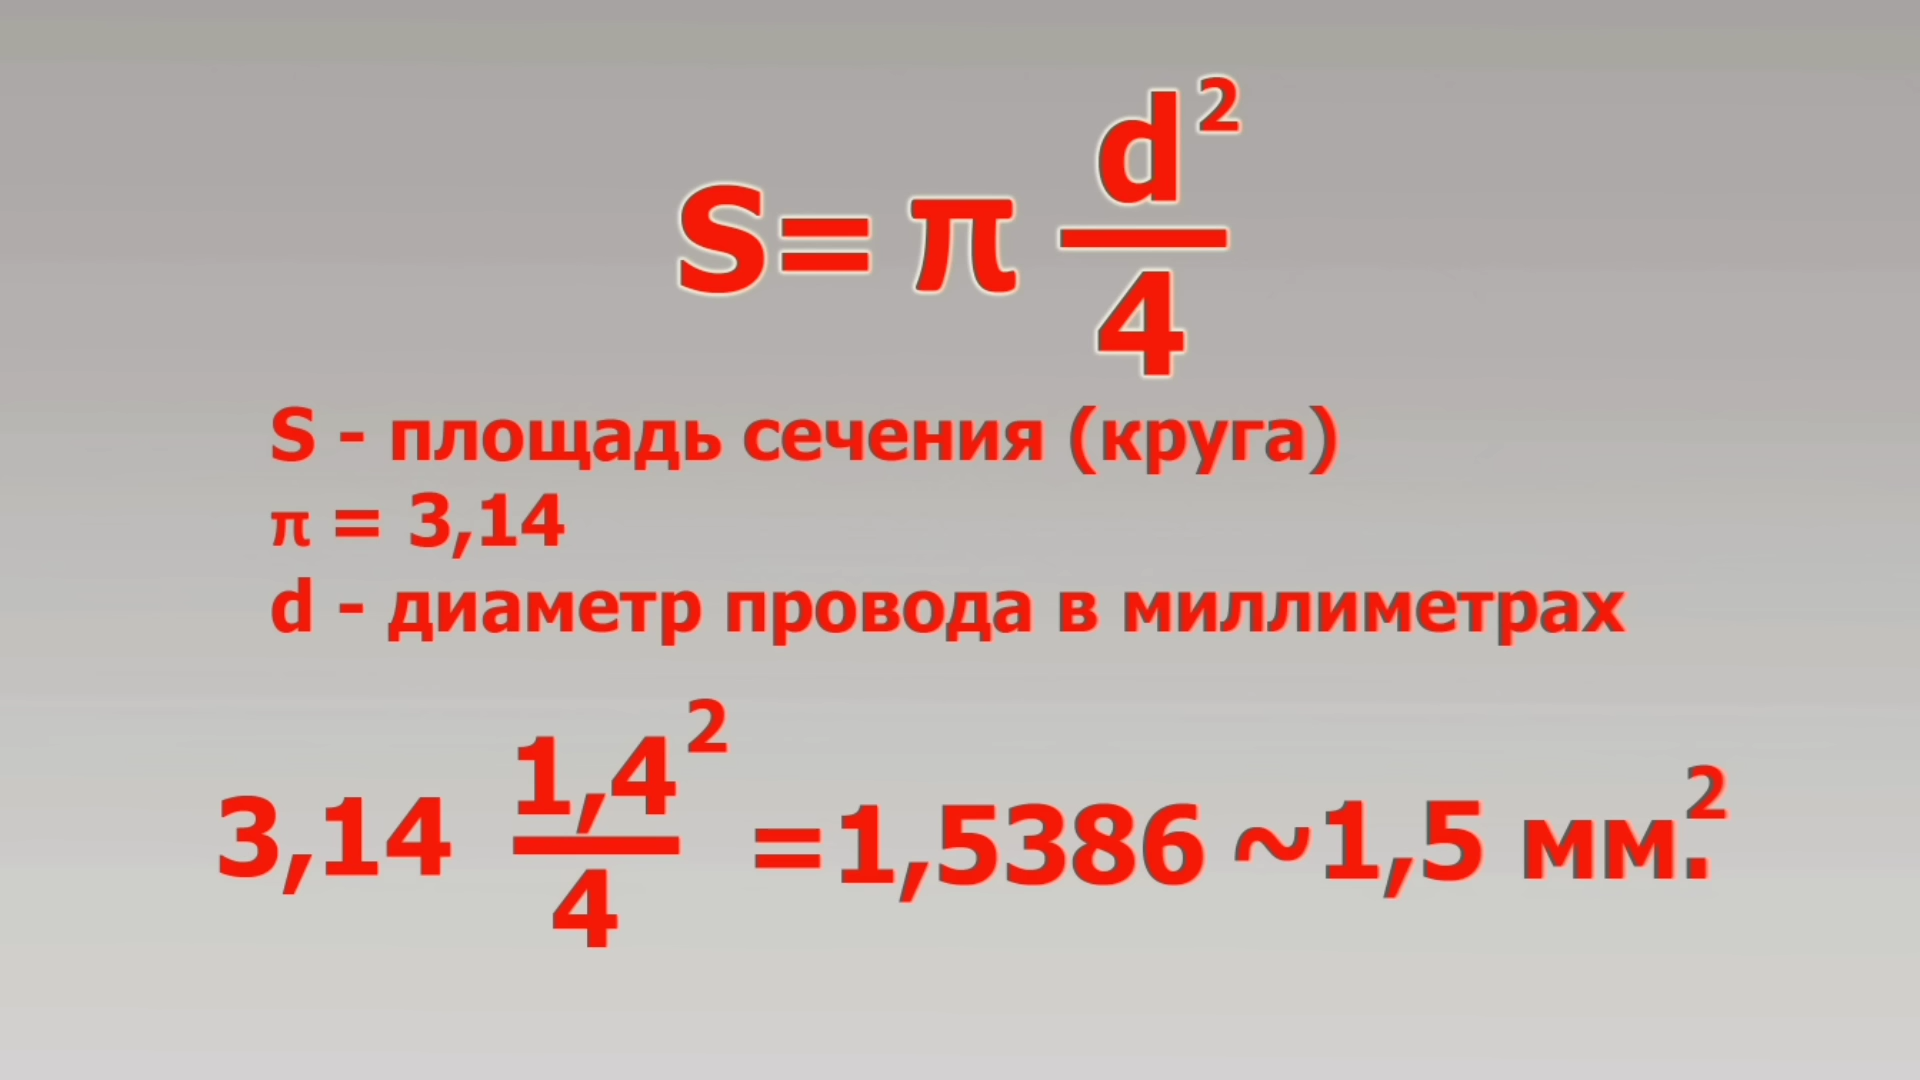 S= π d²/4
S - площадь сечения (круга)
π = 3,14
d - диаметр провода в миллиметрах
3,14 1,4²/4 =1,5386 ~1,5 мм.²